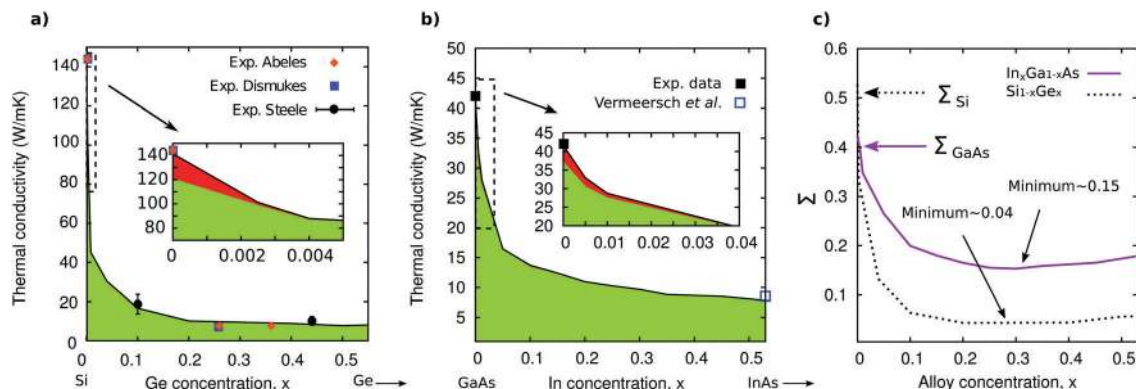 a)
Thermal conductivity (W/mK)
140
120
100
80
60
40
20
0
Exp. Abeles
Exp. Dismukes
Exp. Steele
140
120
100
80
0 0.002 0.004
0 0.1 0.2 0.3 0.4 0.5
Si Ge concentration, x Ge
b)
Thermal conductivity (W/mK)
50
45
40
35
30
25
20
15
10
5
Exp. data
Vermeersch et al.
45
40
35
30
25
20
0 0.01 0.02 0.03 0.04
0 0.1 0.2 0.3 0.4 0.5
GaAs In concentration, x InAs
c)
Σ
0.6
0.5
0.4
0.3
0.2
0.1
InxGa1-xAs
Si1-xGex
ΣSi
ΣGaAs
Minimum~0.15
Minimum~0.04
0 0.1 0.2 0.3 0.4 0.5
Alloy concentration, x